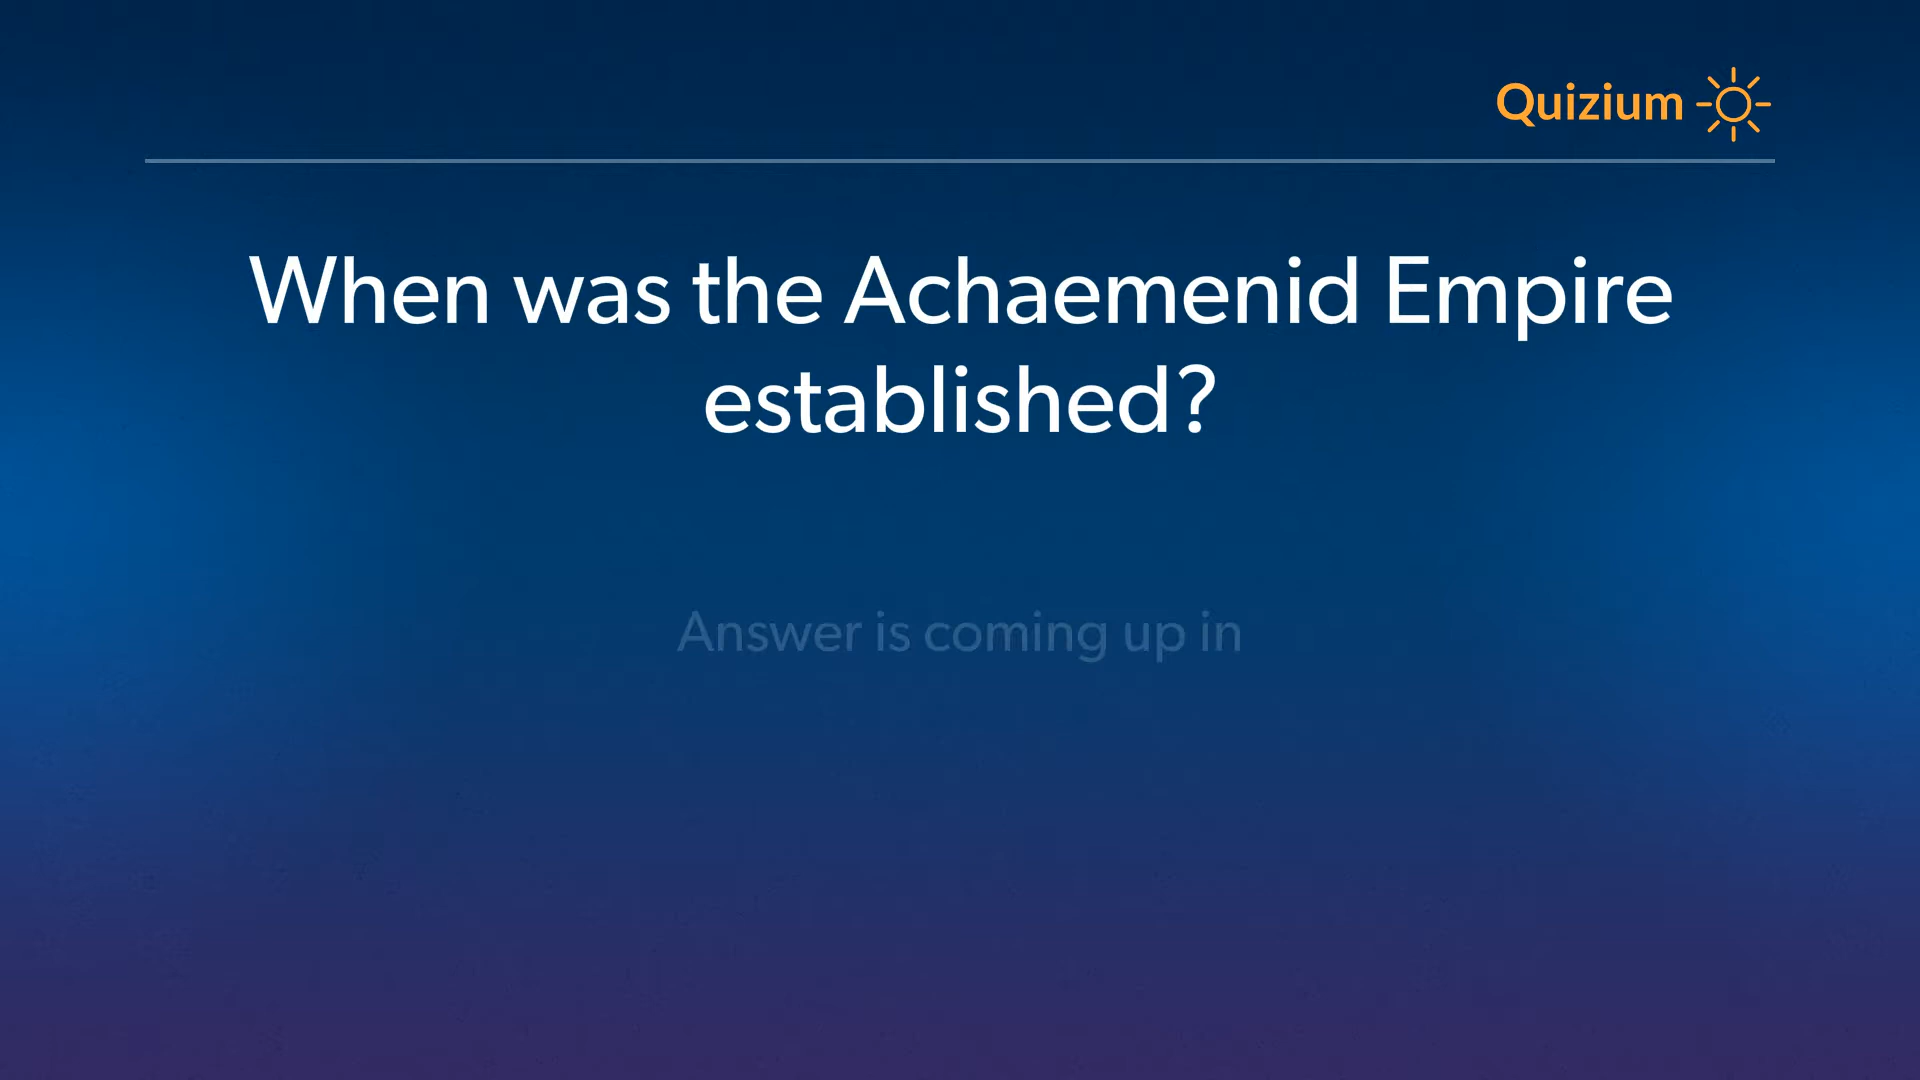 Quizium
When was the Achaemenid Empire
established?
Answer is coming up in